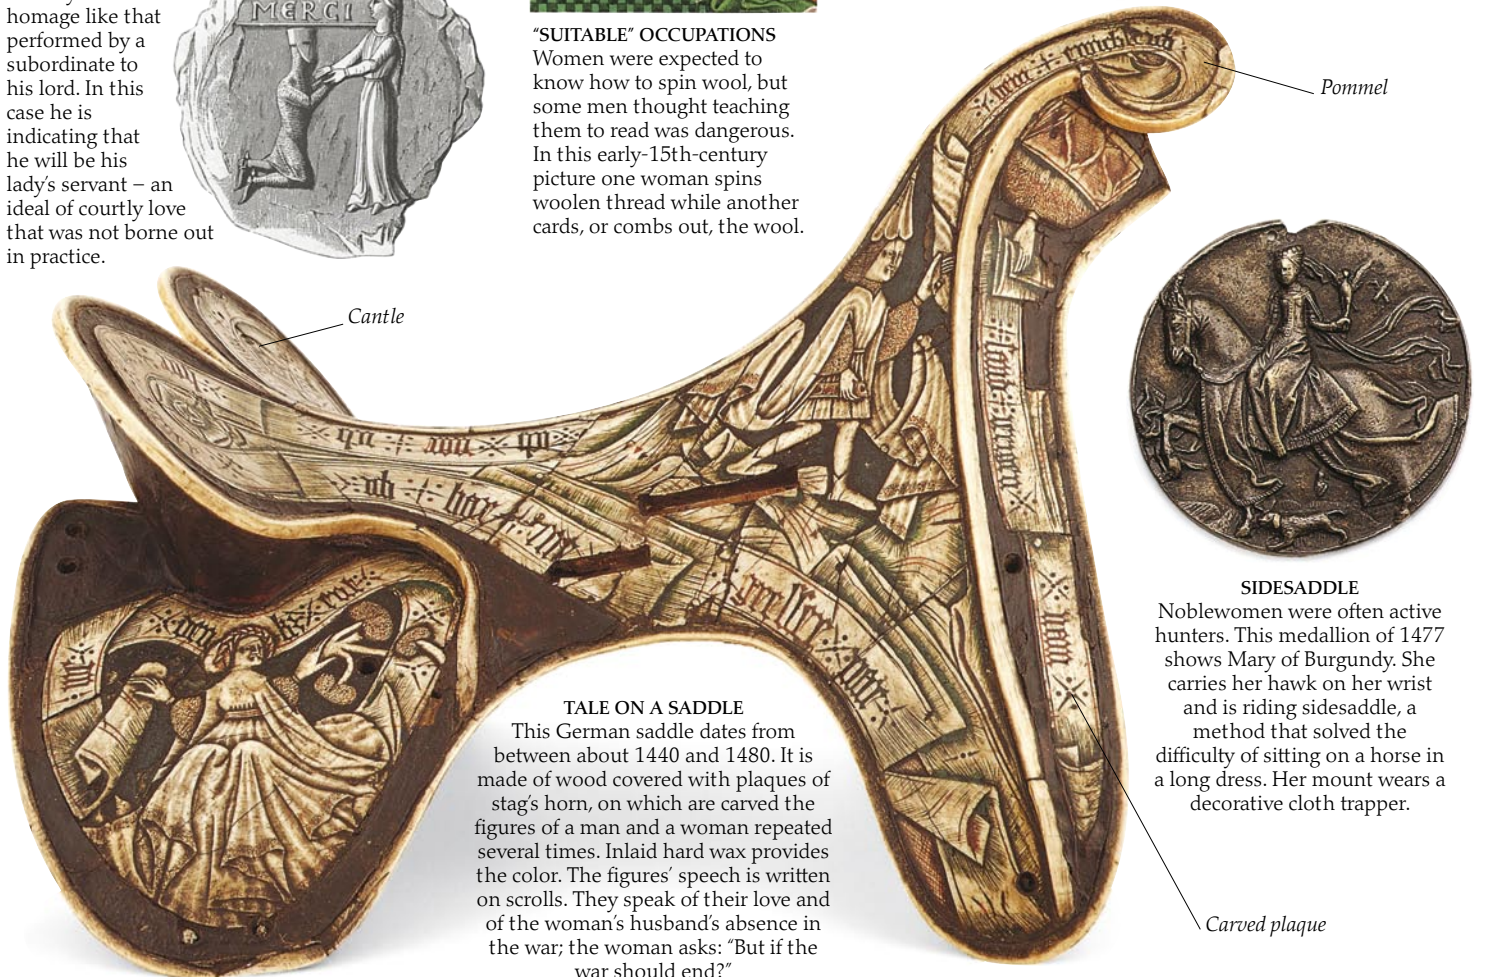 MERCI
homage like that
performed by a
subordinate to
his lord. In this
case he is
indicating that
he will be his
lady's servant – an
ideal of courtly love
that was not borne out
in practice.
"SUITABLE" OCCUPATIONS
Women were expected to
know how to spin wool, but
some men thought teaching
them to read was dangerous.
In this early-15th-century
picture one woman spins
woolen thread while another
cards, or combs out, the wool.
Pommel
Cantle
SIDESADDLE
Noblewomen were often active
hunters. This medallion of 1477
shows Mary of Burgundy. She
carries her hawk on her wrist
and is riding sidesaddle, a
method that solved the
difficulty of sitting on a horse in
a long dress. Her mount wears a
decorative cloth trapper.
TALE ON A SADDLE
This German saddle dates from
between about 1440 and 1480. It is
made of wood covered with plaques of
stag's horn, on which are carved the
figures of a man and a woman repeated
several times. Inlaid hard wax provides
the color. The figures' speech is written
on scrolls. They speak of their love and
of the woman's husband's absence in
the war; the woman asks: "But if the
war should end?"
Carved plaque